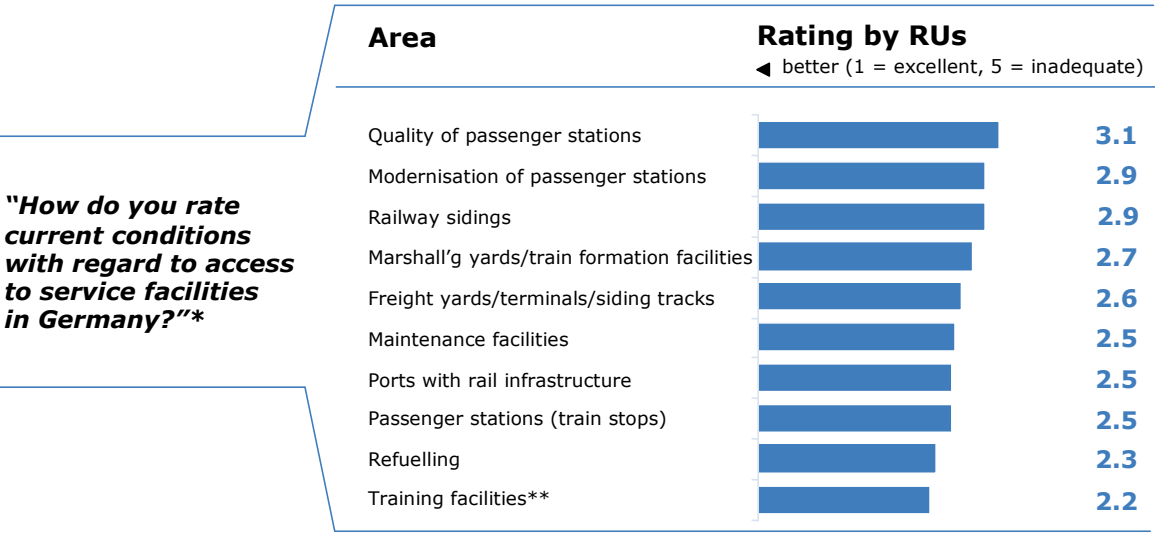 Area
Rating by RUs
◄ better (1 = excellent, 5 = inadequate)
“How do you rate
current conditions
with regard to access
to service facilities
in Germany?”*
Quality of passenger stations 3.1
Modernisation of passenger stations 2.9
Railway sidings 2.9
Marshall’g yards/train formation facilities 2.7
Freight yards/terminals/siding tracks 2.6
Maintenance facilities 2.5
Ports with rail infrastructure 2.5
Passenger stations (train stops) 2.5
Refuelling 2.3
Training facilities** 2.2